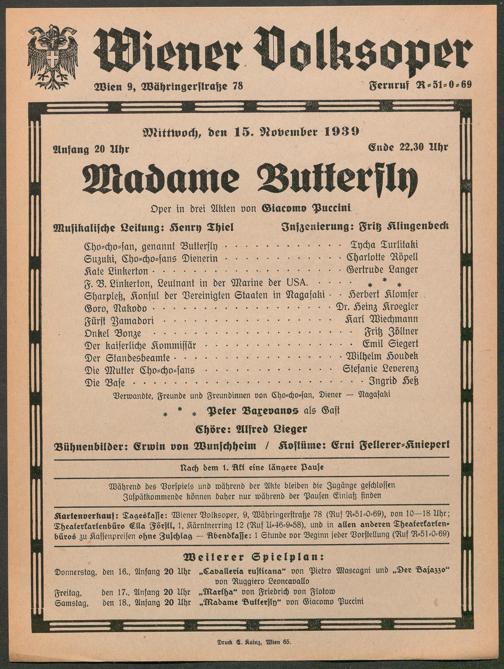 Wiener Volksoper
Wien 9, Währingerstraße 78 Fernruf R=51=0=69
Mittwoch, den 15. November 1939
Anfang 20 Uhr Ende 22.30 Uhr
Madame Butterfly
Oper in drei Akten von Giacomo Puccini
Musikalische Leitung: Henry Thiel Inszenierung: Fritz Klingenbeck
Cho=cho=san, genannt Butterfly Tycha Turlitaki
Suzuki, Cho=cho=sans Dienerin Charlotte Röpell
Kate Linkerton Gertrude Langer
F. B. Linkerton, Leutnant in der Marine der USA. * * *
Sharpleß, Konsul der Vereinigten Staaten in Nagasaki Herbert Klomser
Goro, Nakodo Dr. Heinz Kroegler
Fürst Yamadori Karl Wiechmann
Onkel Bonze Fritz Zöllner
Der kaiserliche Kommissär Emil Siegert
Der Standesbeamte Wilhelm Houdek
Die Mutter Cho=cho=sans Stefanie Leverenz
Die Base Ingrid Heß
Verwandte, Freunde und Freundinnen von Cho=cho=san, Diener — Nagasaki
* * * Peter Baxevanos als Gast
Chöre: Alfred Lieger
Bühnenbilder: Erwin von Wunschheim / Kostüme: Erni Fellerer=Kniepert
Nach dem 1. Akt eine längere Pause
Während des Vorspiels und während der Akte bleiben die Zugänge geschlossen
Zuspätkommende können daher nur während der Pausen Einlaß finden
Kartenverkauf: Tageskasse: Wiener Volksoper, 9, Währingerstraße 78 (Ruf R=51=0=69), von 10—18 Uhr;
Theaterkartenbüro Ella Förstl, 1, Kärntnerring 12 (Ruf U=46=9=58), und in allen anderen Theaterkarten=
büros zu Kassenpreisen ohne Zuschlag — Abendkasse: 1 Stunde vor Beginn jeder Vorstellung (Ruf R=51=0=69)
Weiterer Spielplan:
Donnerstag, den 16., Anfang 20 Uhr „Cavalleria rusticana“ von Pietro Mascagni und „Der Bajazzo“
von Ruggiero Leoncavallo
Freitag, den 17., Anfang 20 Uhr „Martha“ von Friedrich von Flotow
Samstag, den 18., Anfang 20 Uhr „Madame Butterfly“ von Giacomo Puccini
Druck E. Kainz, Wien 65.